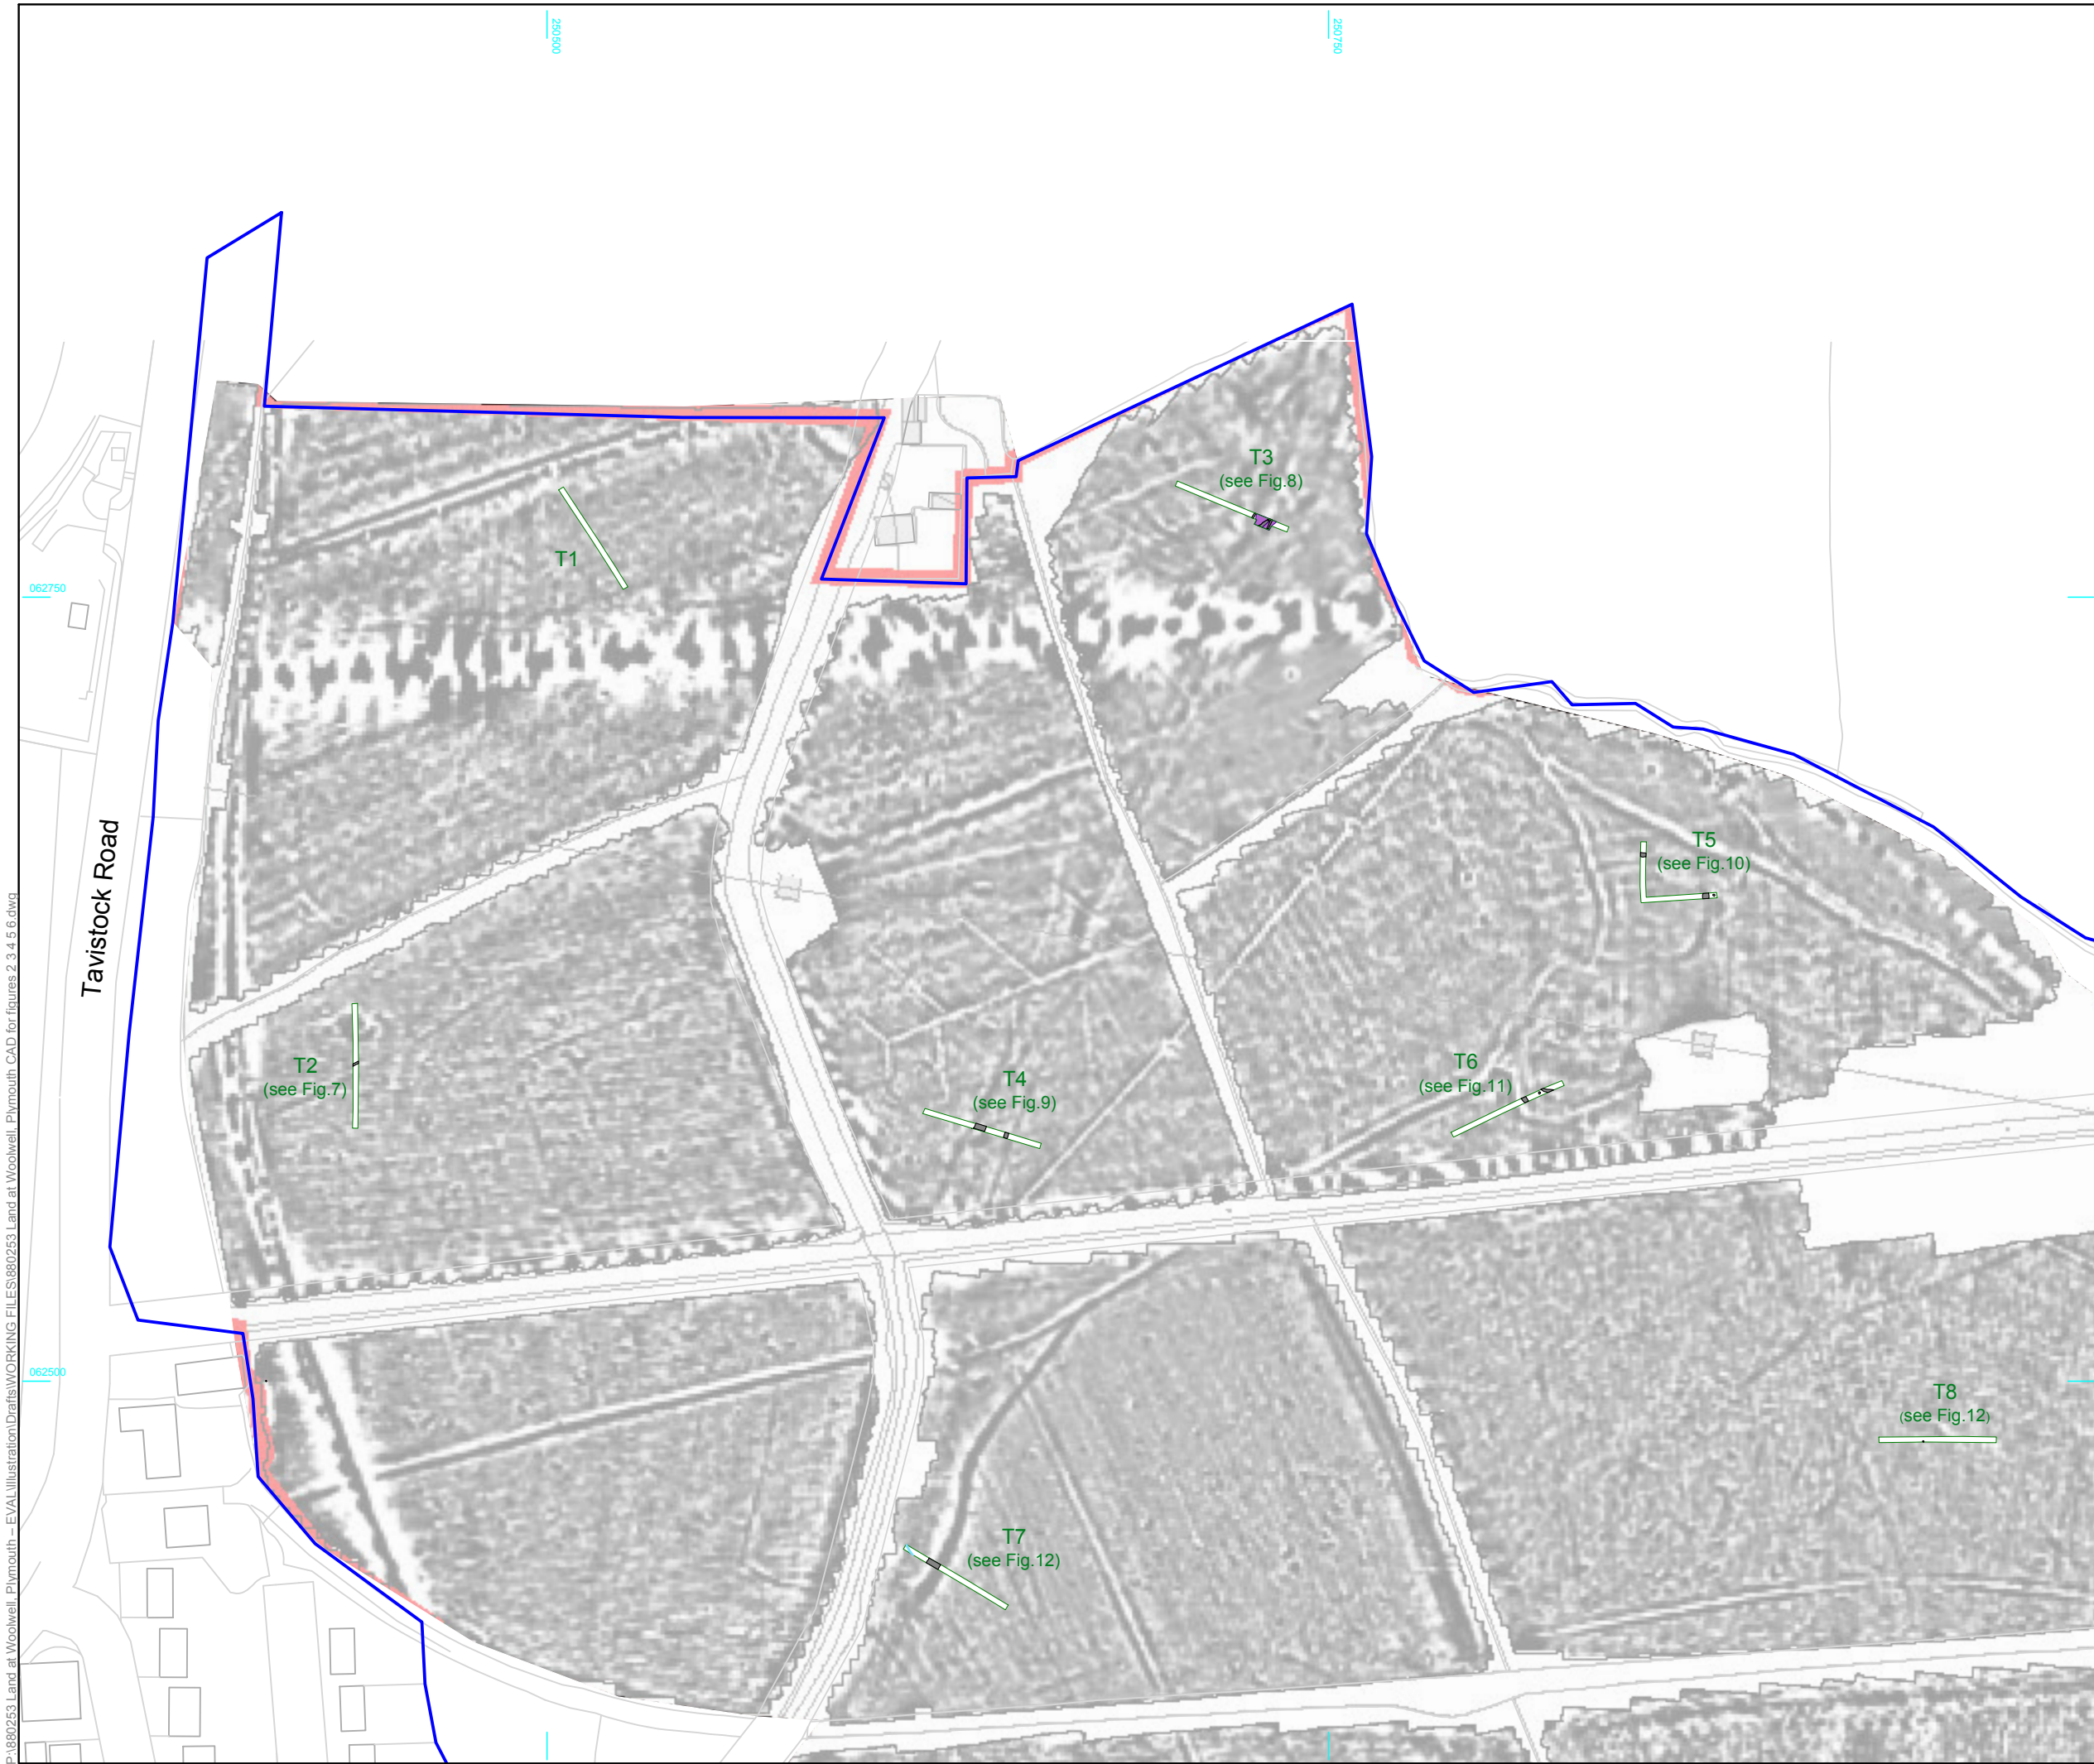 250500
250750
T3
(see Fig.8)
T1
062750
T5
(see Fig.10)
Tavistock Road
T2
(see Fig.7)
T4
(see Fig.9)
T6
(see Fig.11)
062500
T8
(see Fig.12)
T7
(see Fig.12)
P:\880253 Land at Woolwell, Plymouth – EVAL\Illustration\Drafts\WORKING FILES\880253 Land at Woolwell, Plymouth CAD for figures 2 3 4 5 6.dwg